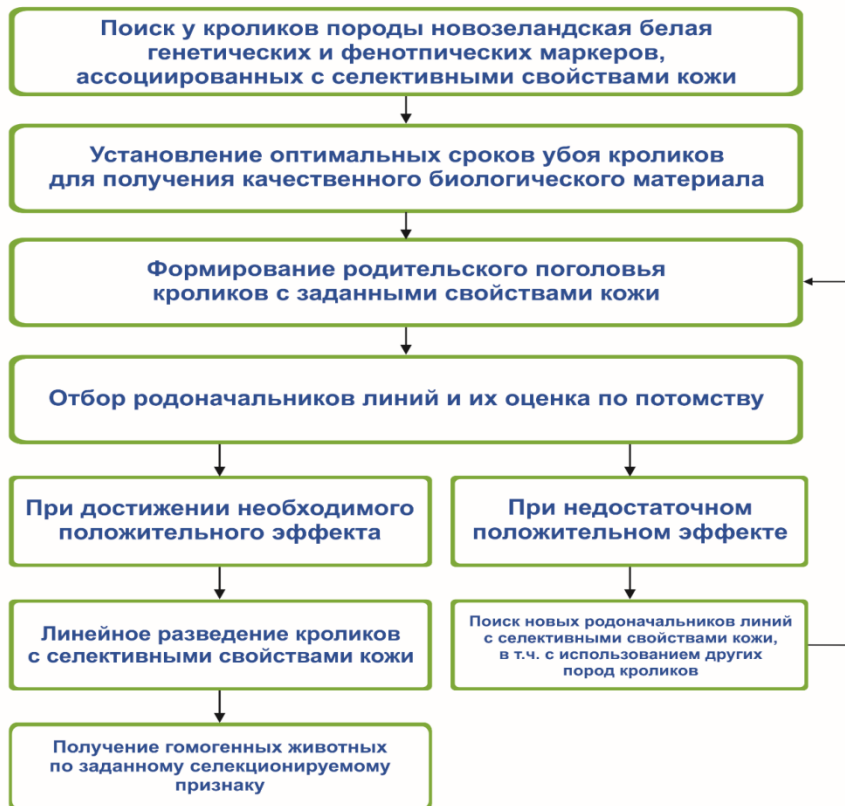 Поиск у кроликов породы новозеландская белая
генетических и фенотпических маркеров,
ассоциированных с селективными свойствами кожи
Установление оптимальных сроков убоя кроликов
для получения качественного биологического материала
Формирование родительского поголовья
кроликов с заданными свойствами кожи
Отбор родоначальников линий и их оценка по потомству
При достижении необходимого
положительного эффекта
При недостаточном
положительном эффекте
Линейное разведение кроликов
с селективными свойствами кожи
Поиск новых родоначальников линий
с селективными свойствами кожи,
в т.ч. с использованием других
пород кроликов
Получение гомогенных животных
по заданному селекционируемому
признаку